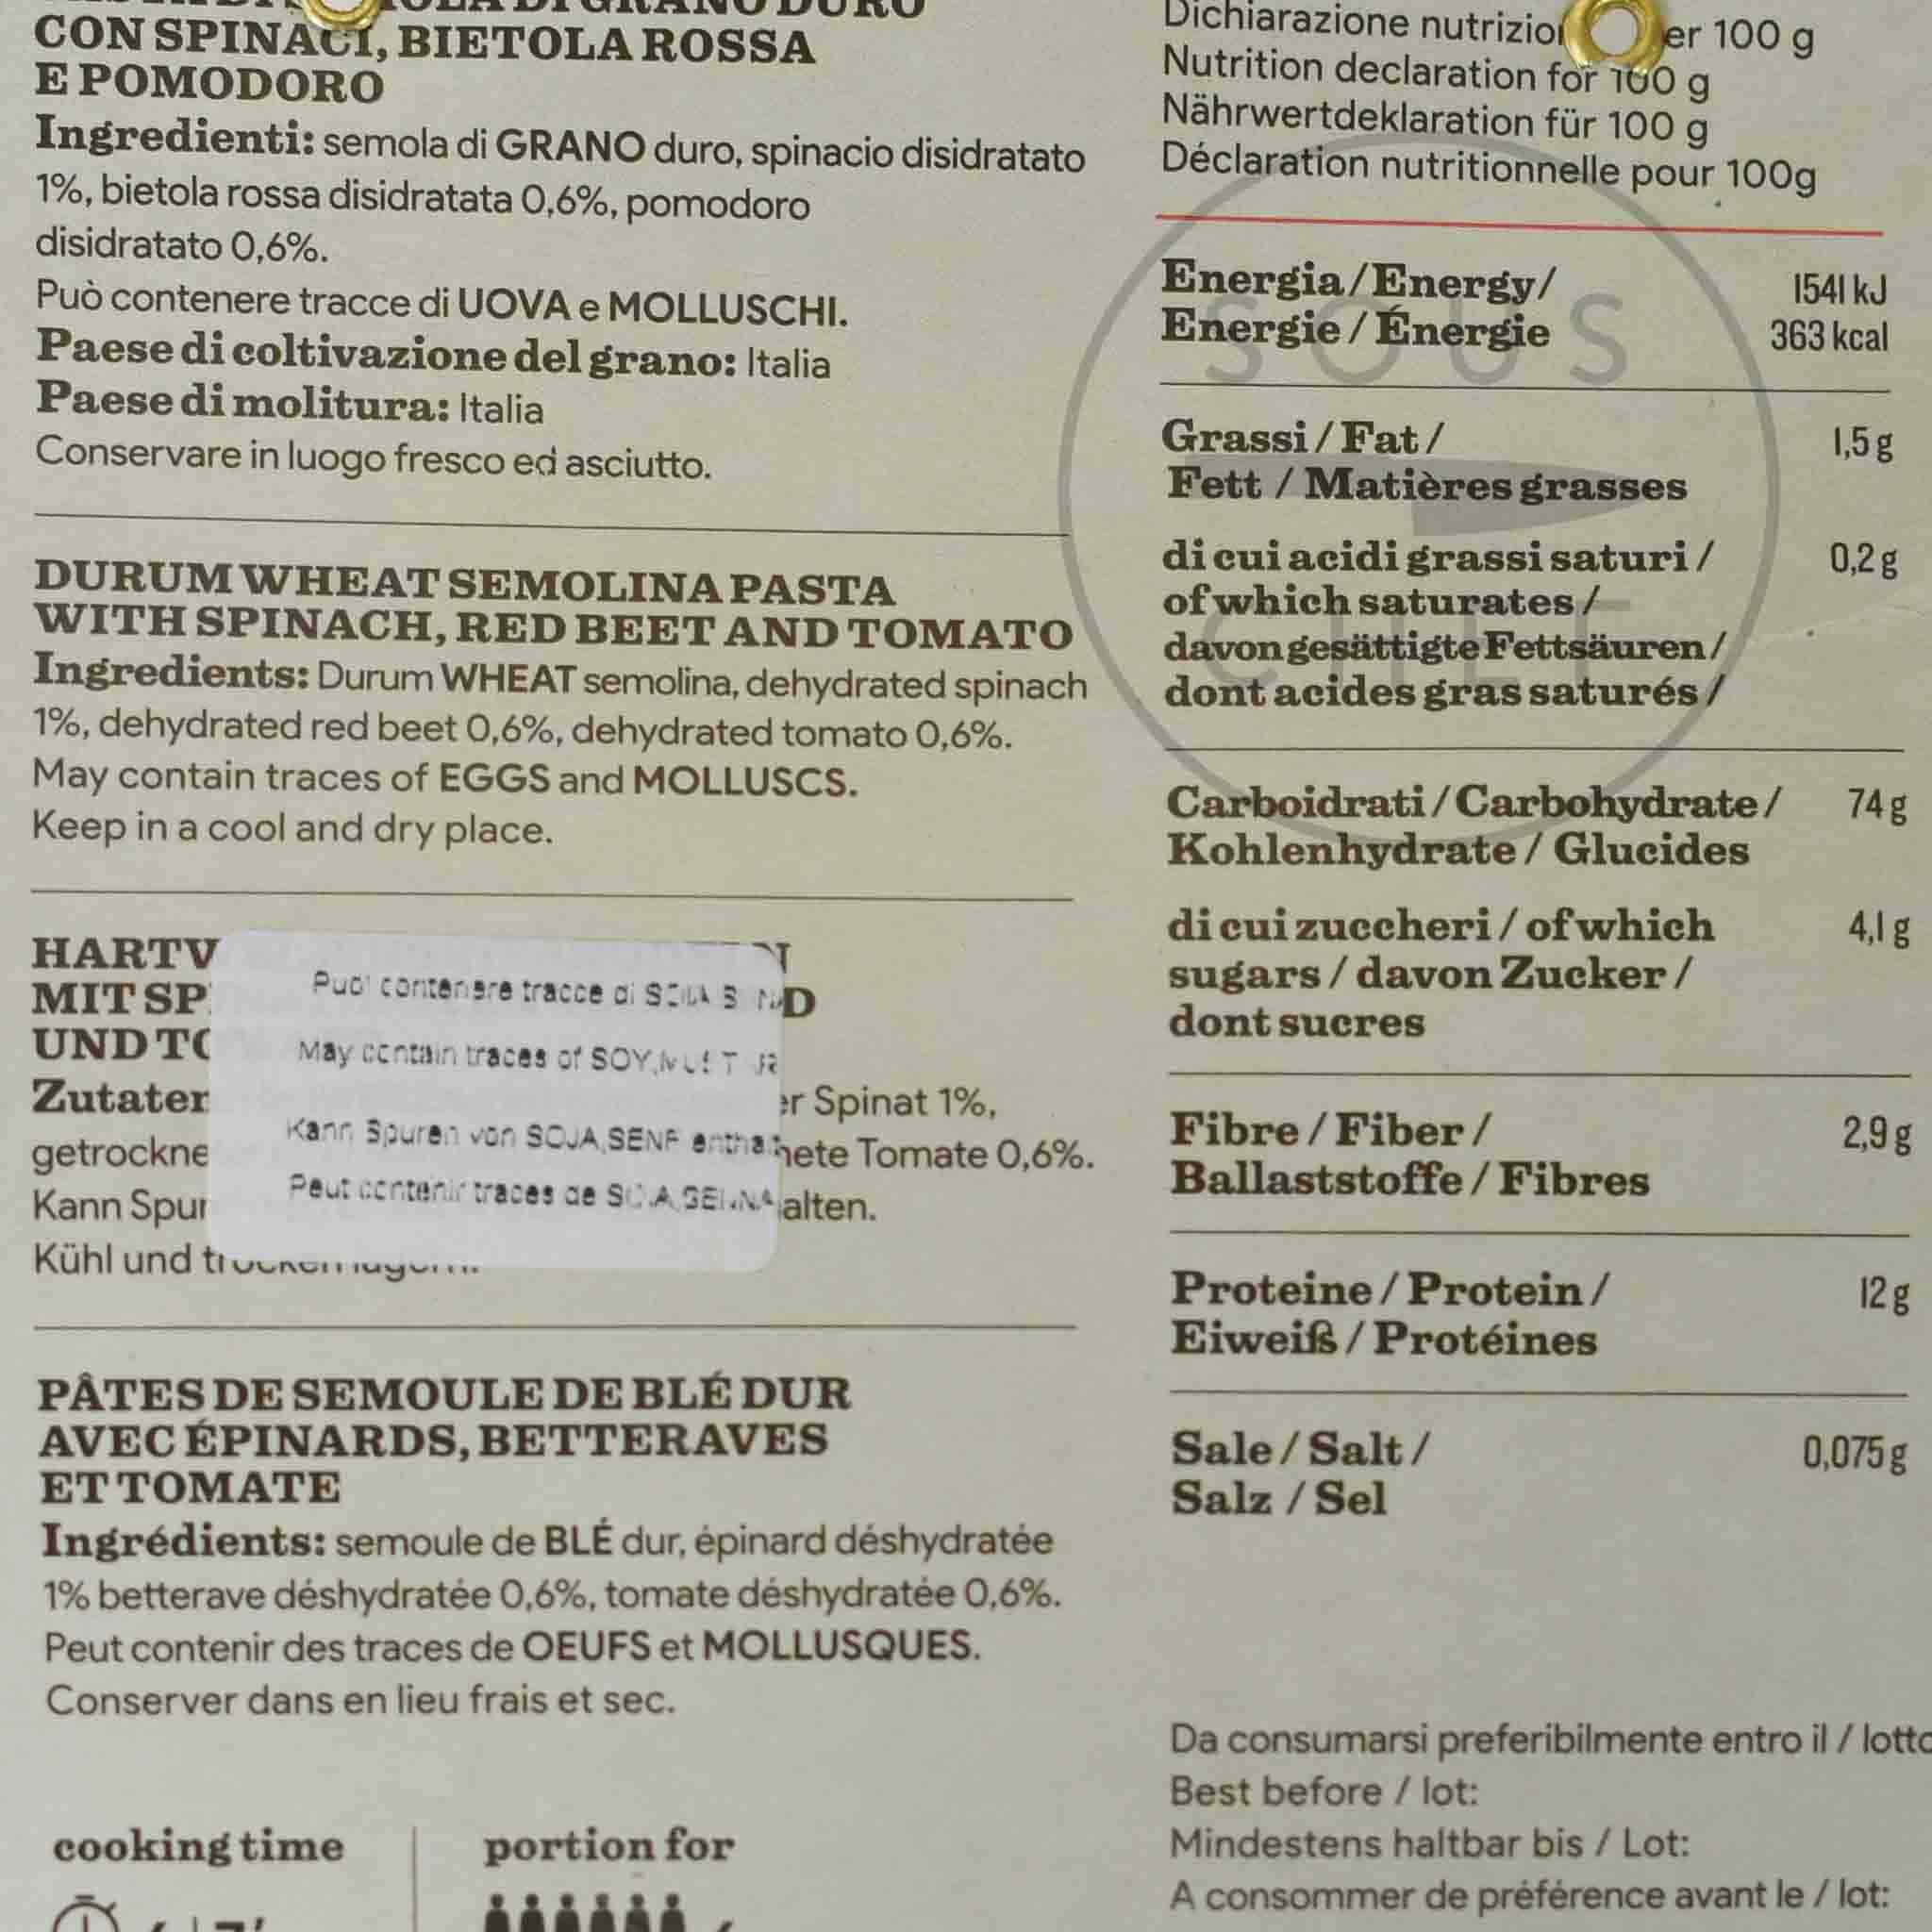 CON SPINACI, BIETOLA ROSSA
E POMODORO
Ingredienti: semola di GRANO duro, spinacio disidratato
1%, bietola rossa disidratata 0,6%, pomodoro
disidratato 0,6%.
Può contenere tracce di UOVA e MOLLUSCHI.
Paese di coltivazione del grano: Italia
Paese di molitura: Italia
Conservare in luogo fresco ed asciutto.
DURUM WHEAT SEMOLINA PASTA
WITH SPINACH, RED BEET AND TOMATO
Ingredients: Durum WHEAT semolina, dehydrated spinach
1%, dehydrated red beet 0,6%, dehydrated tomato 0,6%.
May contain traces of EGGS and MOLLUSCS.
Keep in a cool and dry place.
MIT
UND
Spinat 1%,
Tomate 0,6%.
Kann
Kühl und
Puo' contenere tracce di
May contain traces of SOY,
Kann Spuren von SOJA,SENF
Peut contenir traces de
PÂTES DE SEMOULE DE BLÉ DUR
AVEC ÉPINARDS, BETTERAVES
ET TOMATE
Ingrédients: semoule de BLÉ dur, épinard déshydratée
1% betterave déshydratée 0,6%, tomate déshydratée 0,6%.
Peut contenir des traces de OEUFS et MOLLUSQUES.
Conserver dans en lieu frais et sec.
cooking time
portion for
Dichiarazione 100 g
Nutrition declaration for 100 g
Nährwertdeklaration für 100 g
Déclaration nutritionnelle pour 100g
Energia / Energy / 1541 kJ
Energie / Énergie 363 kcal
Grassi / Fat / 1,5 g
Fett / Matières grasses
di cui acidi grassi saturi / 0,2 g
of which saturates /
davon gesättigte Fettsäuren /
dont acides gras saturés /
Carboidrati / Carbohydrate / 74 g
Kohlenhydrate / Glucides
di cui zuccheri / of which 4,1 g
sugars / davon Zucker /
dont sucres
Fibre / Fiber / 2,9 g
Ballaststoffe / Fibres
Proteine / Protein / 12 g
Eiweiß / Protéines
Sale / Salt / 0,075 g
Salz / Sel
Da consumarsi preferibilmente entro il /
Best before / lot:
Mindestens haltbar bis / Lot:
A consommer de préférence avant le / lot:
SOUS
CHEF